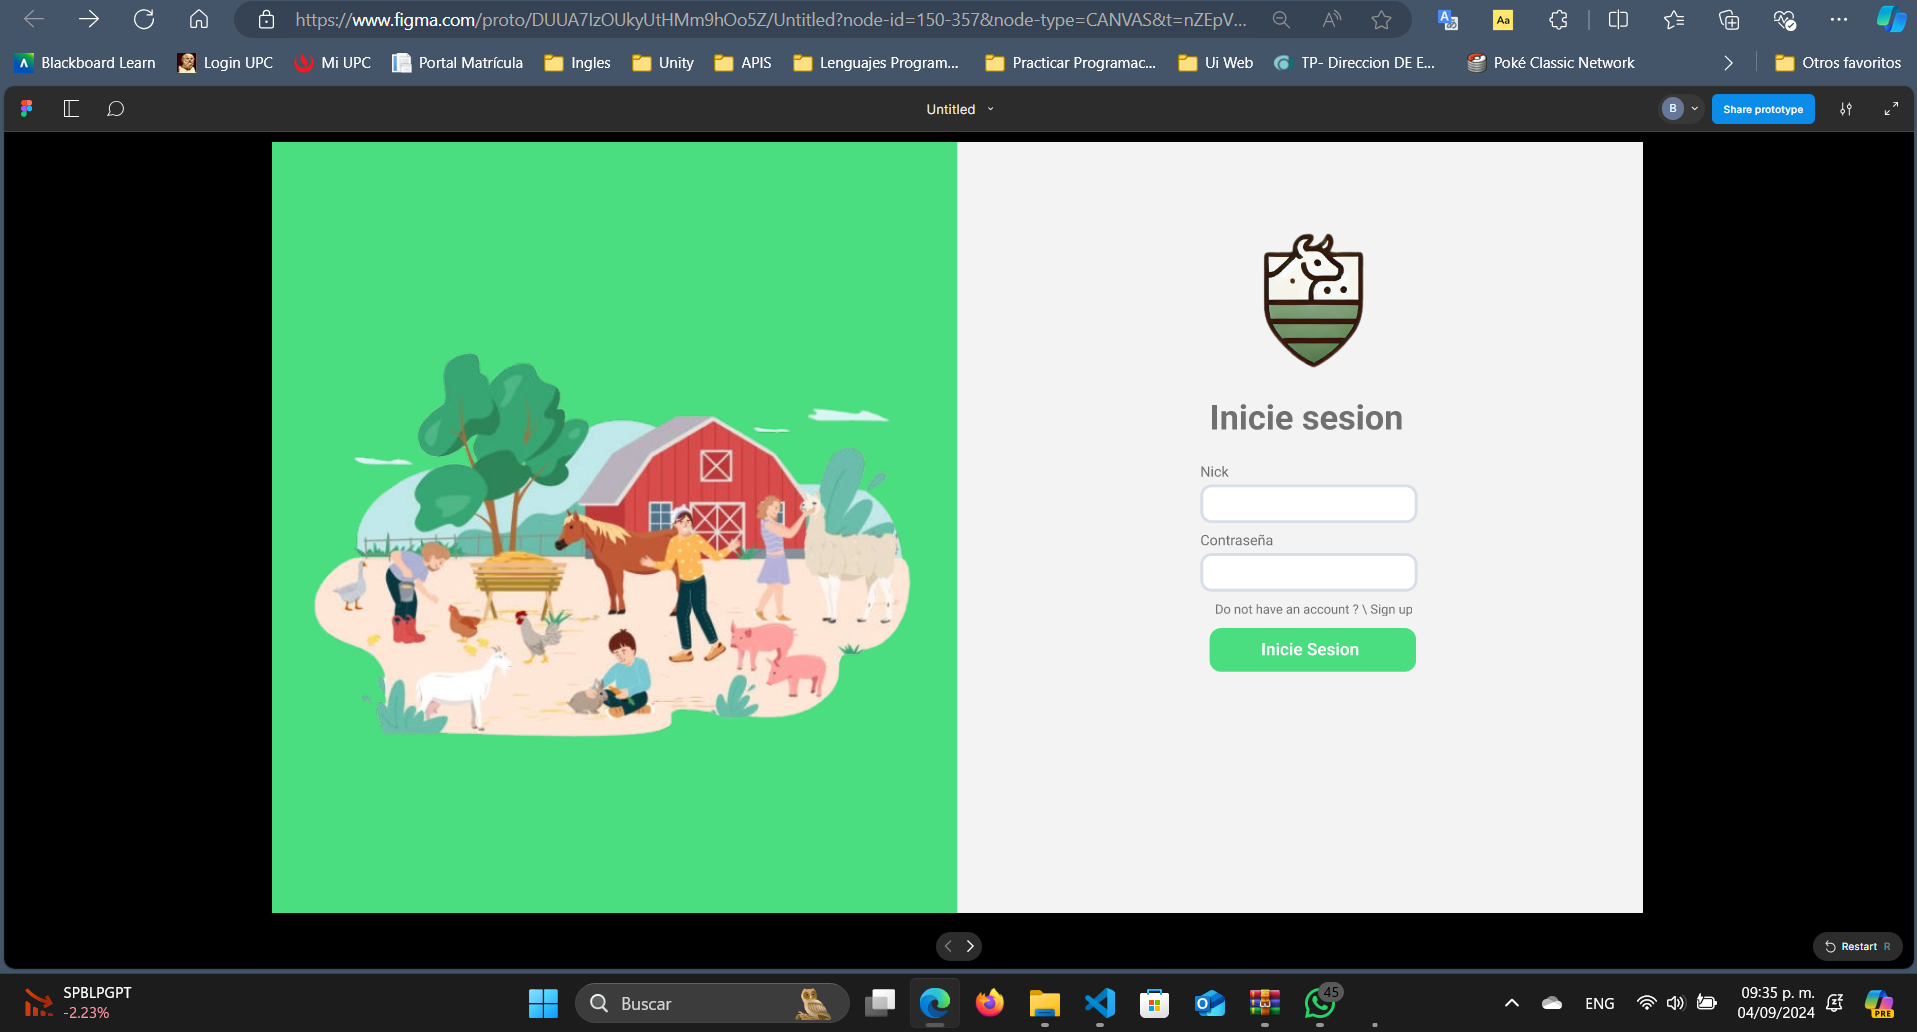 https://www.figma.com/proto/DUUA7IzOUkyUtHMm9hOo5Z/Untitled?node-id=150-357&node-type=CANVAS&t=nZEpV...
Blackboard Learn Login UPC Mi UPC Portal Matrícula Ingles Unity APIS Lenguajes Program... Practicar Programac... Ui Web TP- Direccion DE E... Poké Classic Network Otros favoritos
Untitled B Share prototype
Inicie sesion
Nick
Contraseña
Do not have an account ? \ Sign up
Inicie Sesion
Restart R
SPBLPGPT
-2.23%
Buscar
45
ENG
09:35 p. m.
04/09/2024
PRE